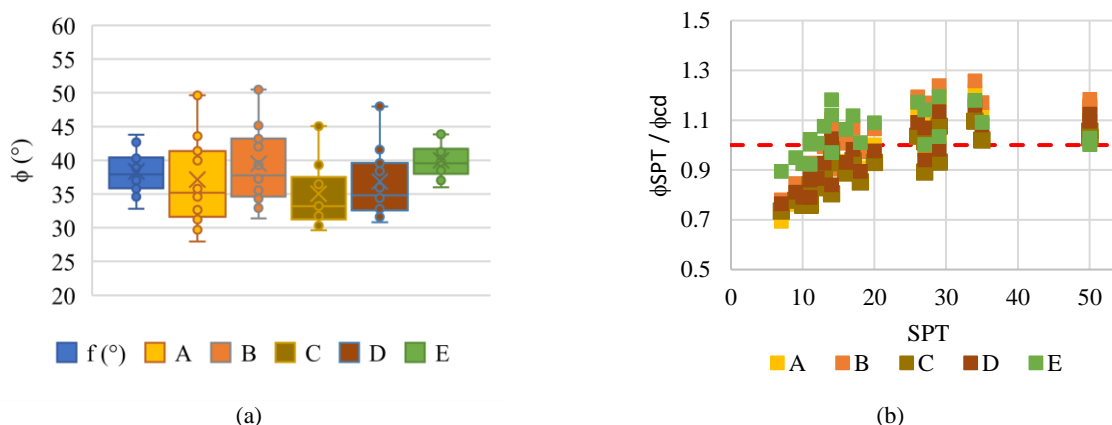 60
55
50
45
40
35
30
25
20
ϕ (°)
f (°) A B C D E
(a)
1.5
1.3
1.1
0.9
0.7
0.5
ϕSPT / ϕcd
0 10 20 30 40 50
SPT
A B C D E
(b)